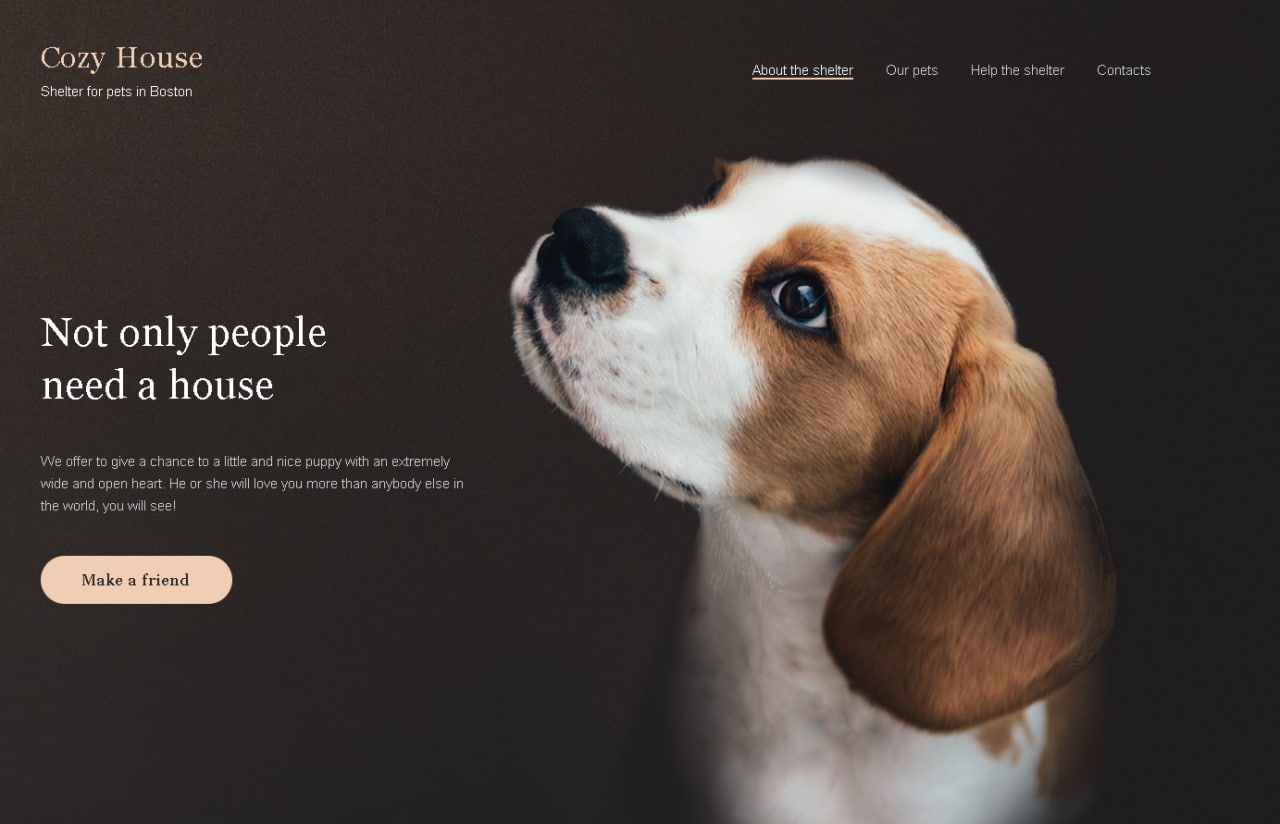 Cozy House
Shelter for pets in Boston
About the shelter
Our pets
Help the shelter
Contacts
Not only people
need a house
We offer to give a chance to a little and nice puppy with an extremely
wide and open heart. He or she will love you more than anybody else in
the world, you will see!
Make a friend